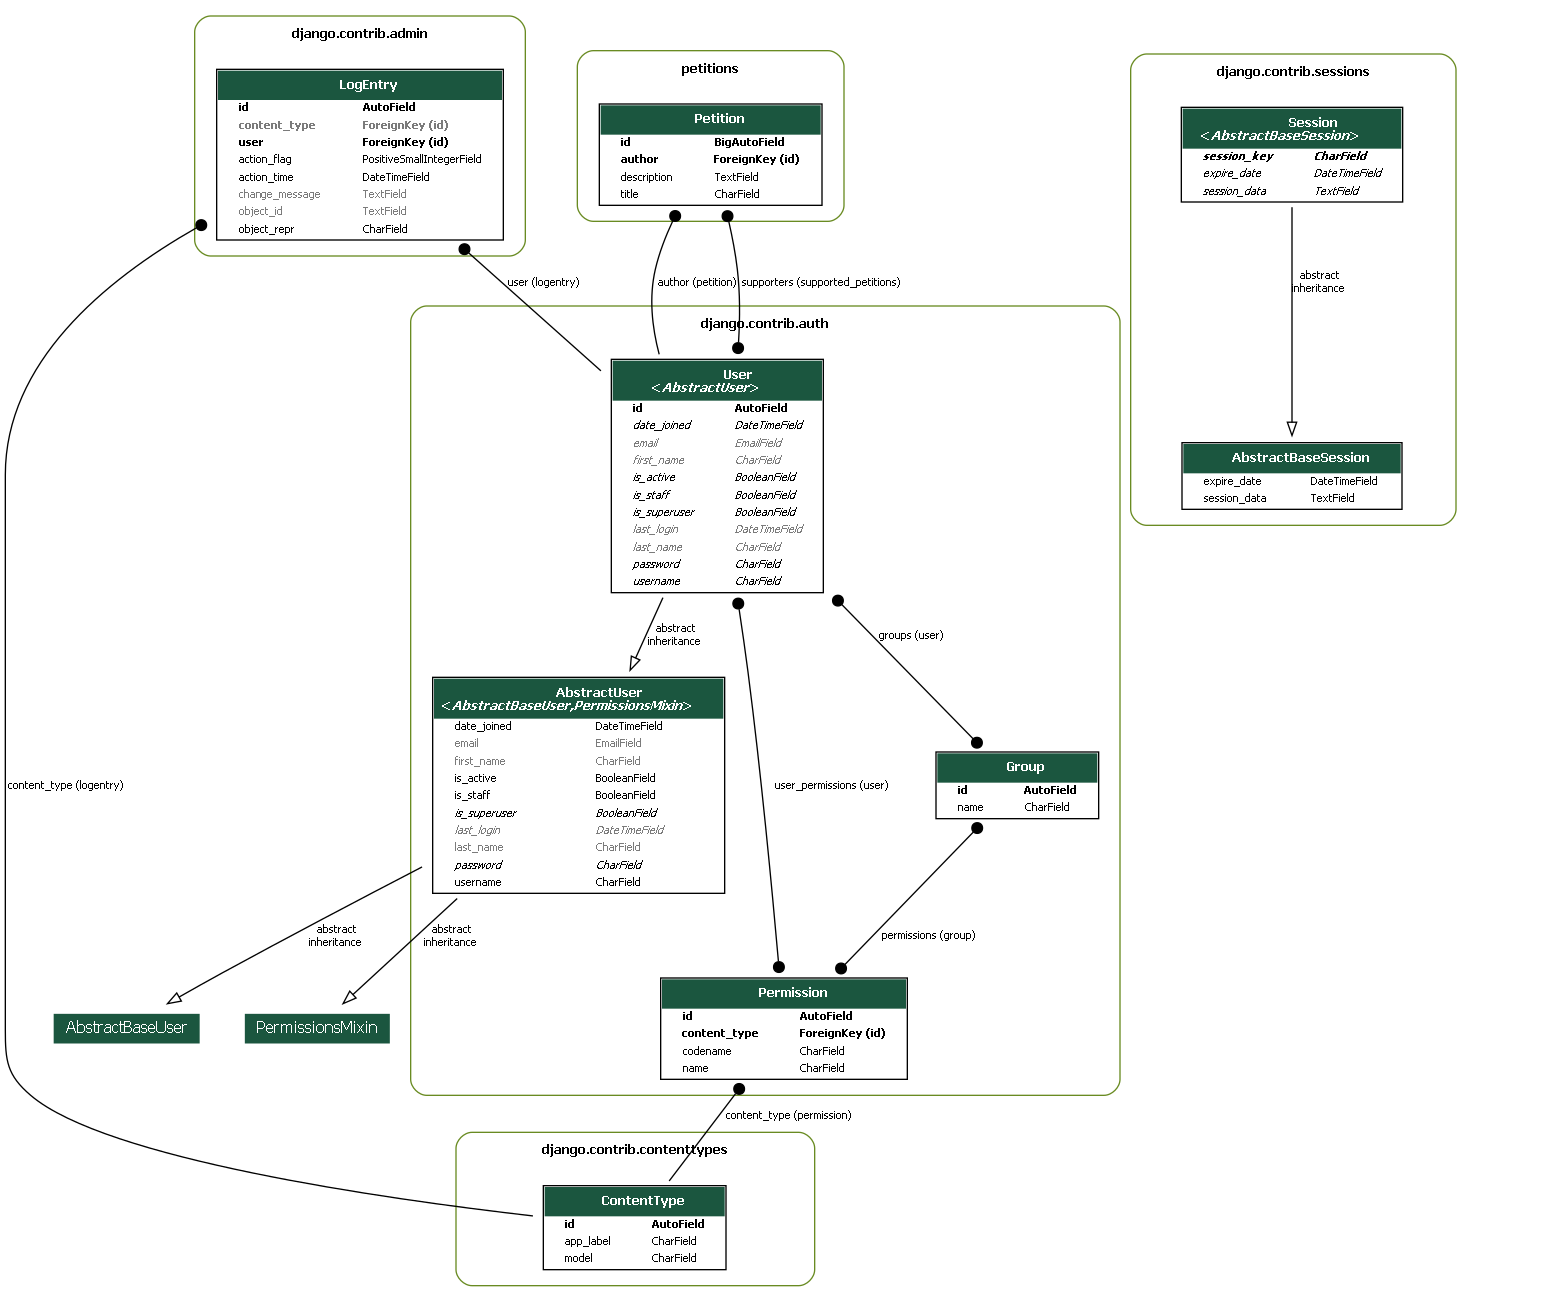 django.contrib.admin
LogEntry
id AutoField
content_type ForeignKey (id)
user ForeignKey (id)
action_flag PositiveSmallIntegerField
action_time DateTimeField
change_message TextField
object_id TextField
object_repr CharField
petitions
Petition
id BigAutoField
author ForeignKey (id)
description TextField
title CharField
django.contrib.sessions
Session
<AbstractBaseSession>
session_key CharField
expire_date DateTimeField
session_data TextField
user (logentry)
author (petition)
supporters (supported_petitions)
abstract
inheritance
django.contrib.auth
User
<AbstractUser>
id AutoField
date_joined DateTimeField
email EmailField
first_name CharField
is_active BooleanField
is_staff BooleanField
is_superuser BooleanField
last_login DateTimeField
last_name CharField
password CharField
username CharField
AbstractBaseSession
expire_date DateTimeField
session_data TextField
abstract
inheritance
groups (user)
AbstractUser
<AbstractBaseUser,PermissionsMixin>
date_joined DateTimeField
email EmailField
first_name CharField
is_active BooleanField
is_staff BooleanField
is_superuser BooleanField
last_login DateTimeField
last_name CharField
password CharField
username CharField
content_type (logentry)
user_permissions (user)
Group
id AutoField
name CharField
abstract
inheritance
abstract
inheritance
permissions (group)
AbstractBaseUser
PermissionsMixin
Permission
id AutoField
content_type ForeignKey (id)
codename CharField
name CharField
content_type (permission)
django.contrib.contenttypes
ContentType
id AutoField
app_label CharField
model CharField